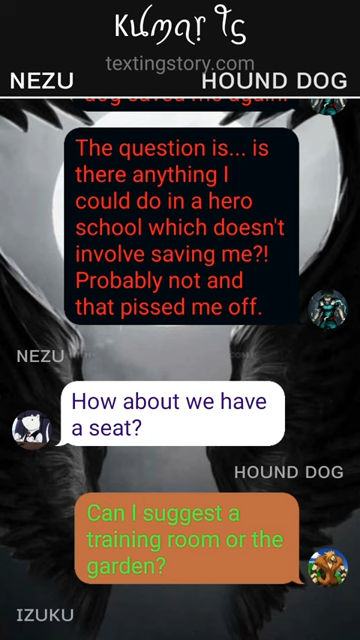 Kumar Ts
textingstory.com
NEZU
HOUND DOG
The question is... is
there anything I
could do in a hero
school which doesn't
involve saving me?!
Probably not and
that pissed me off.
NEZU
How about we have
a seat?
HOUND DOG
Can I suggest a
training room or the
garden?
IZUKU